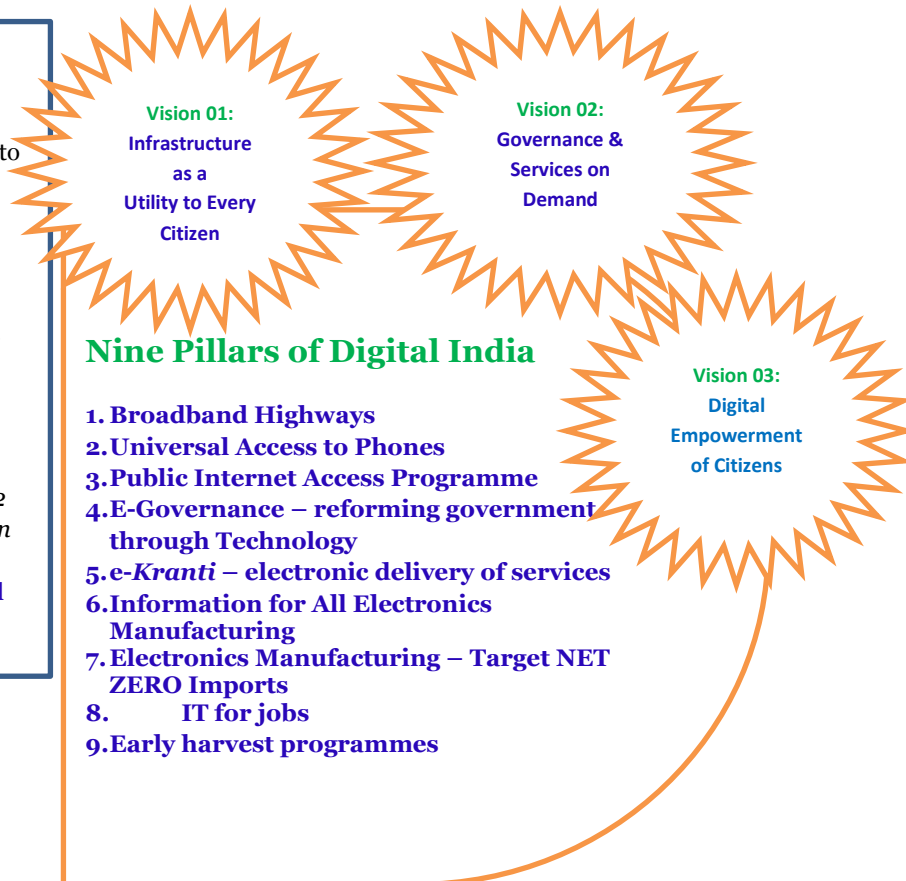 to
e
n
l
Vision 01:
Infrastructure
as a
Utility to Every
Citizen
Vision 02:
Governance &
Services on
Demand
Vision 03:
Digital
Empowerment
of Citizens
Nine Pillars of Digital India
1. Broadband Highways
2.Universal Access to Phones
3.Public Internet Access Programme
4.E-Governance – reforming government
through Technology
5.e-Kranti – electronic delivery of services
6.Information for All Electronics
Manufacturing
7. Electronics Manufacturing – Target NET
ZERO Imports
8. IT for jobs
9.Early harvest programmes